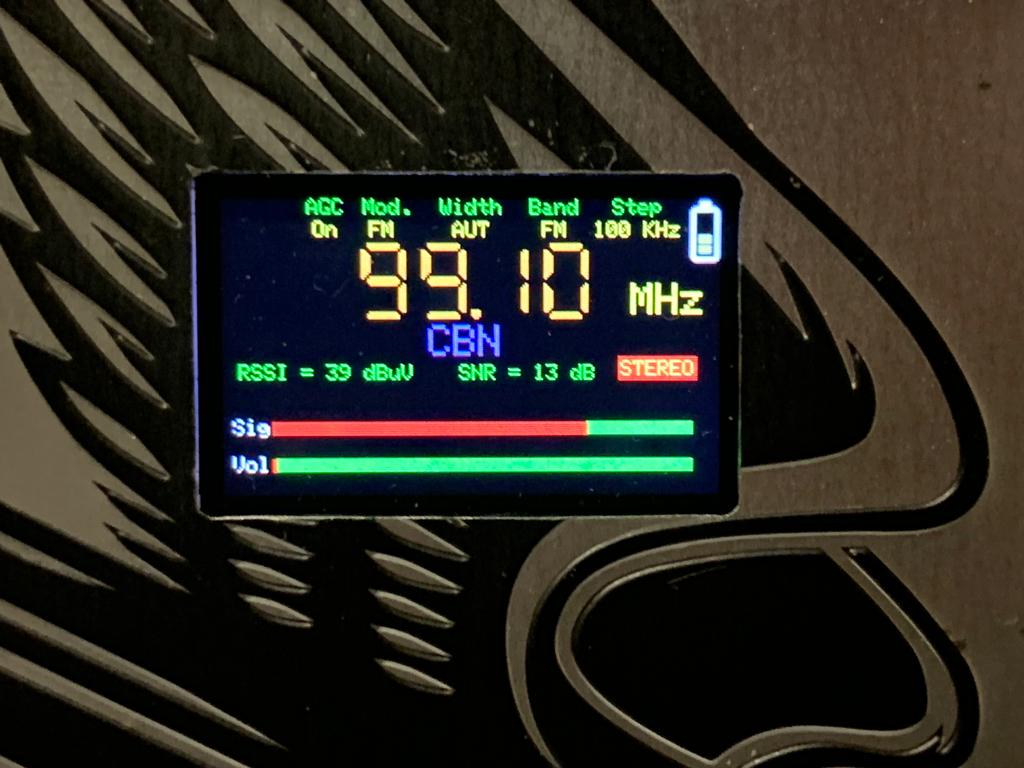 AGC Mod. Width Band Step
On FM AUT FM 100 KHz
99.10 MHz
CBN
RSSI = 39 dBuV SNR = 13 dB STEREO
Sig
Vol